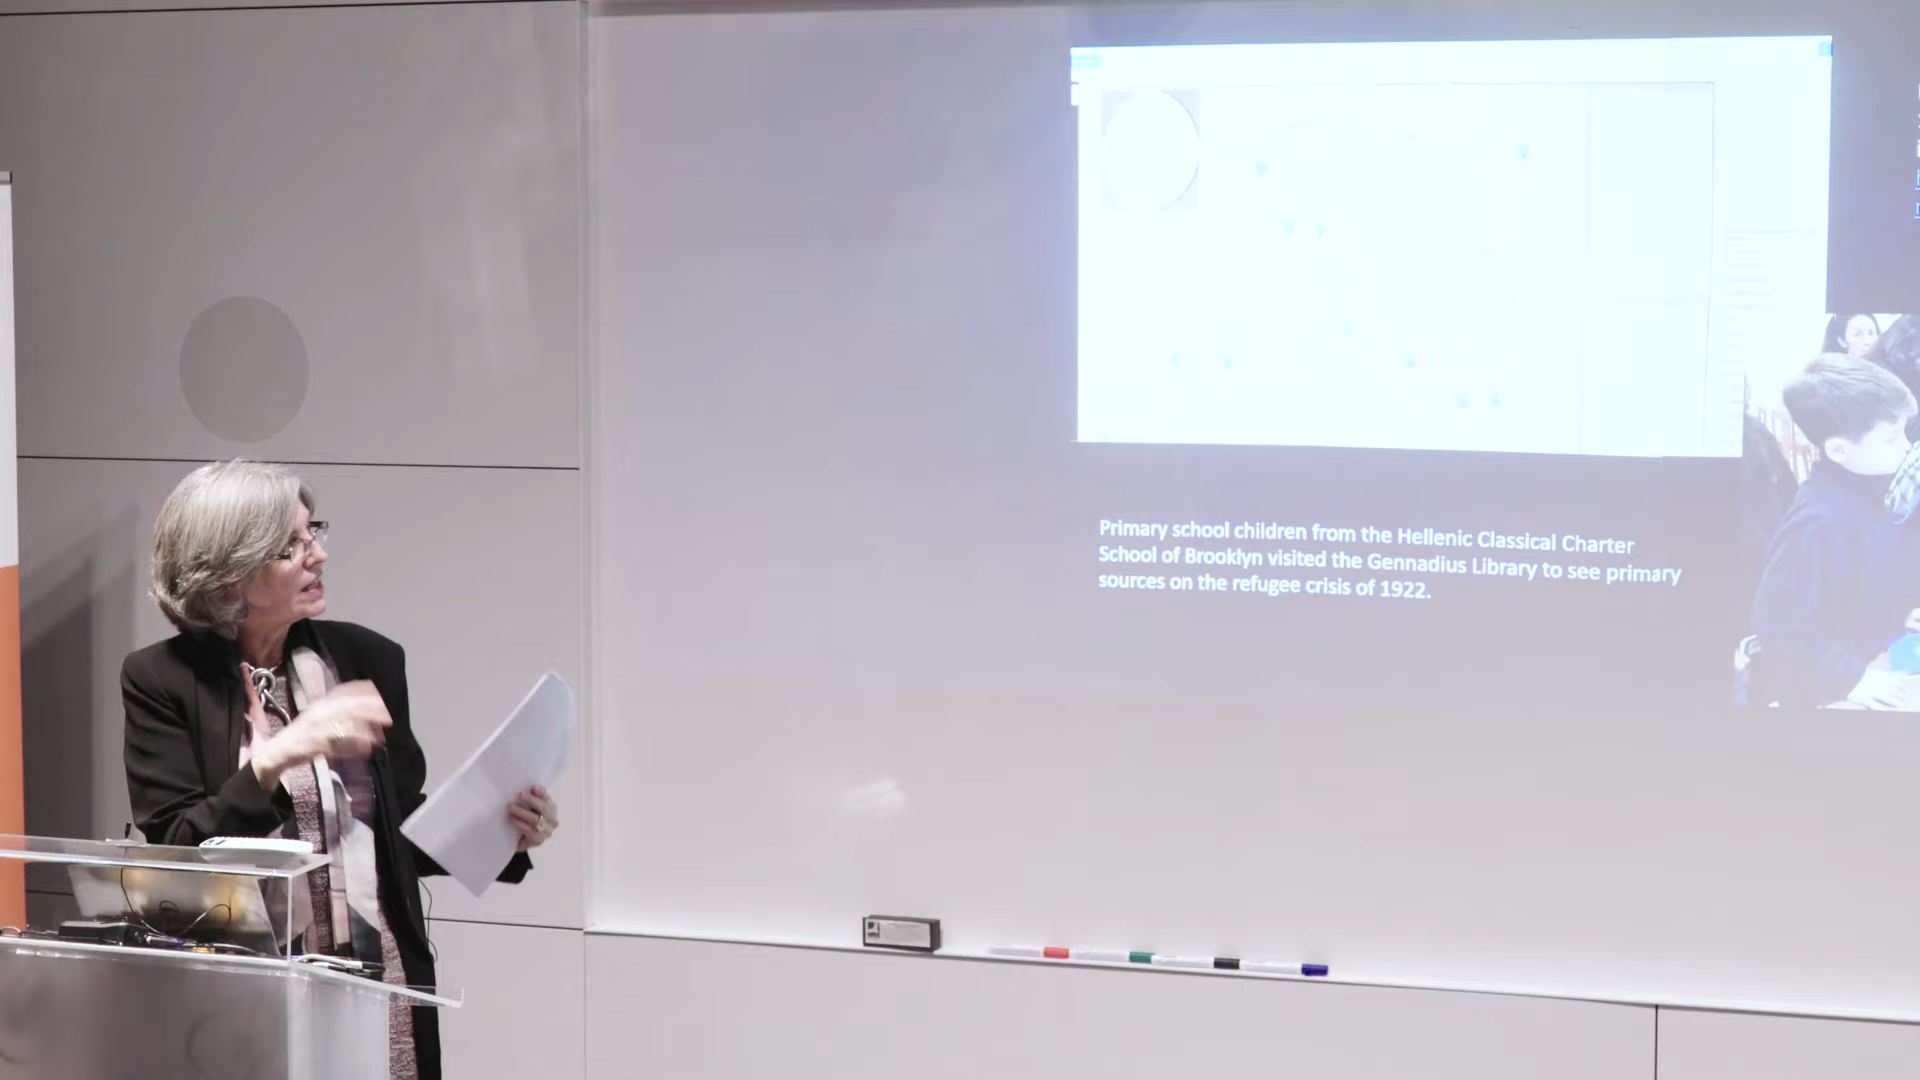 Primary school children from the Hellenic Classical Charter
School of Brooklyn visited the Gennadius Library to see primary
sources on the refugee crisis of 1922.